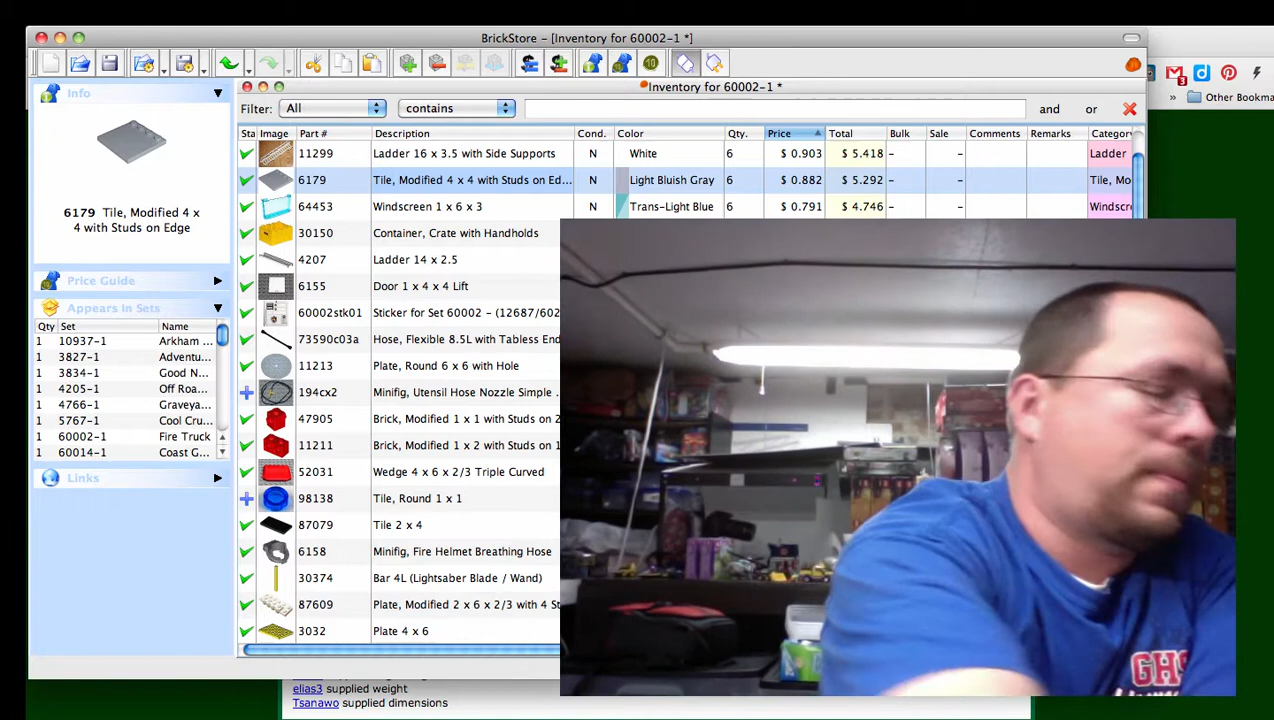 BrickStore – [Inventory for 60002-1 *]
Info
6179 Tile, Modified 4 x
4 with Studs on Edge
Price Guide
Appears In Sets
Qty Set Name
1 10937-1 Arkham ...
1 3827-1 Adventu...
1 3834-1 Good N...
1 4205-1 Off Roa...
1 4766-1 Graveya...
1 5767-1 Cool Cru...
1 60002-1 Fire Truck
1 60014-1 Coast G...
Links
Inventory for 60002-1 *
Filter: All contains and or
Sta Image Part # Description Cond. Color Qty. Price Total Bulk Sale Comments Remarks Categor
11299 Ladder 16 x 3.5 with Side Supports N White 6 $ 0.903 $ 5.418 – – Ladder
6179 Tile, Modified 4 x 4 with Studs on Ed... N Light Bluish Gray 6 $ 0.882 $ 5.292 – – Tile, Mo
64453 Windscreen 1 x 6 x 3 N Trans-Light Blue 6 $ 0.791 $ 4.746 – – Windscr
30150 Container, Crate with Handholds
4207 Ladder 14 x 2.5
6155 Door 1 x 4 x 4 Lift
60002stk01 Sticker for Set 60002 – (12687/602
73590c03a Hose, Flexible 8.5L with Tabless End
11213 Plate, Round 6 x 6 with Hole
194cx2 Minifig, Utensil Hose Nozzle Simple .
47905 Brick, Modified 1 x 1 with Studs on 2
11211 Brick, Modified 1 x 2 with Studs on 1
52031 Wedge 4 x 6 x 2/3 Triple Curved
98138 Tile, Round 1 x 1
87079 Tile 2 x 4
6158 Minifig, Fire Helmet Breathing Hose
30374 Bar 4L (Lightsaber Blade / Wand)
87609 Plate, Modified 2 x 6 x 2/3 with 4 St
3032 Plate 4 x 6
elias3 supplied weight
Tsanawo supplied dimensions
3
» Other Bookma
10
GHS